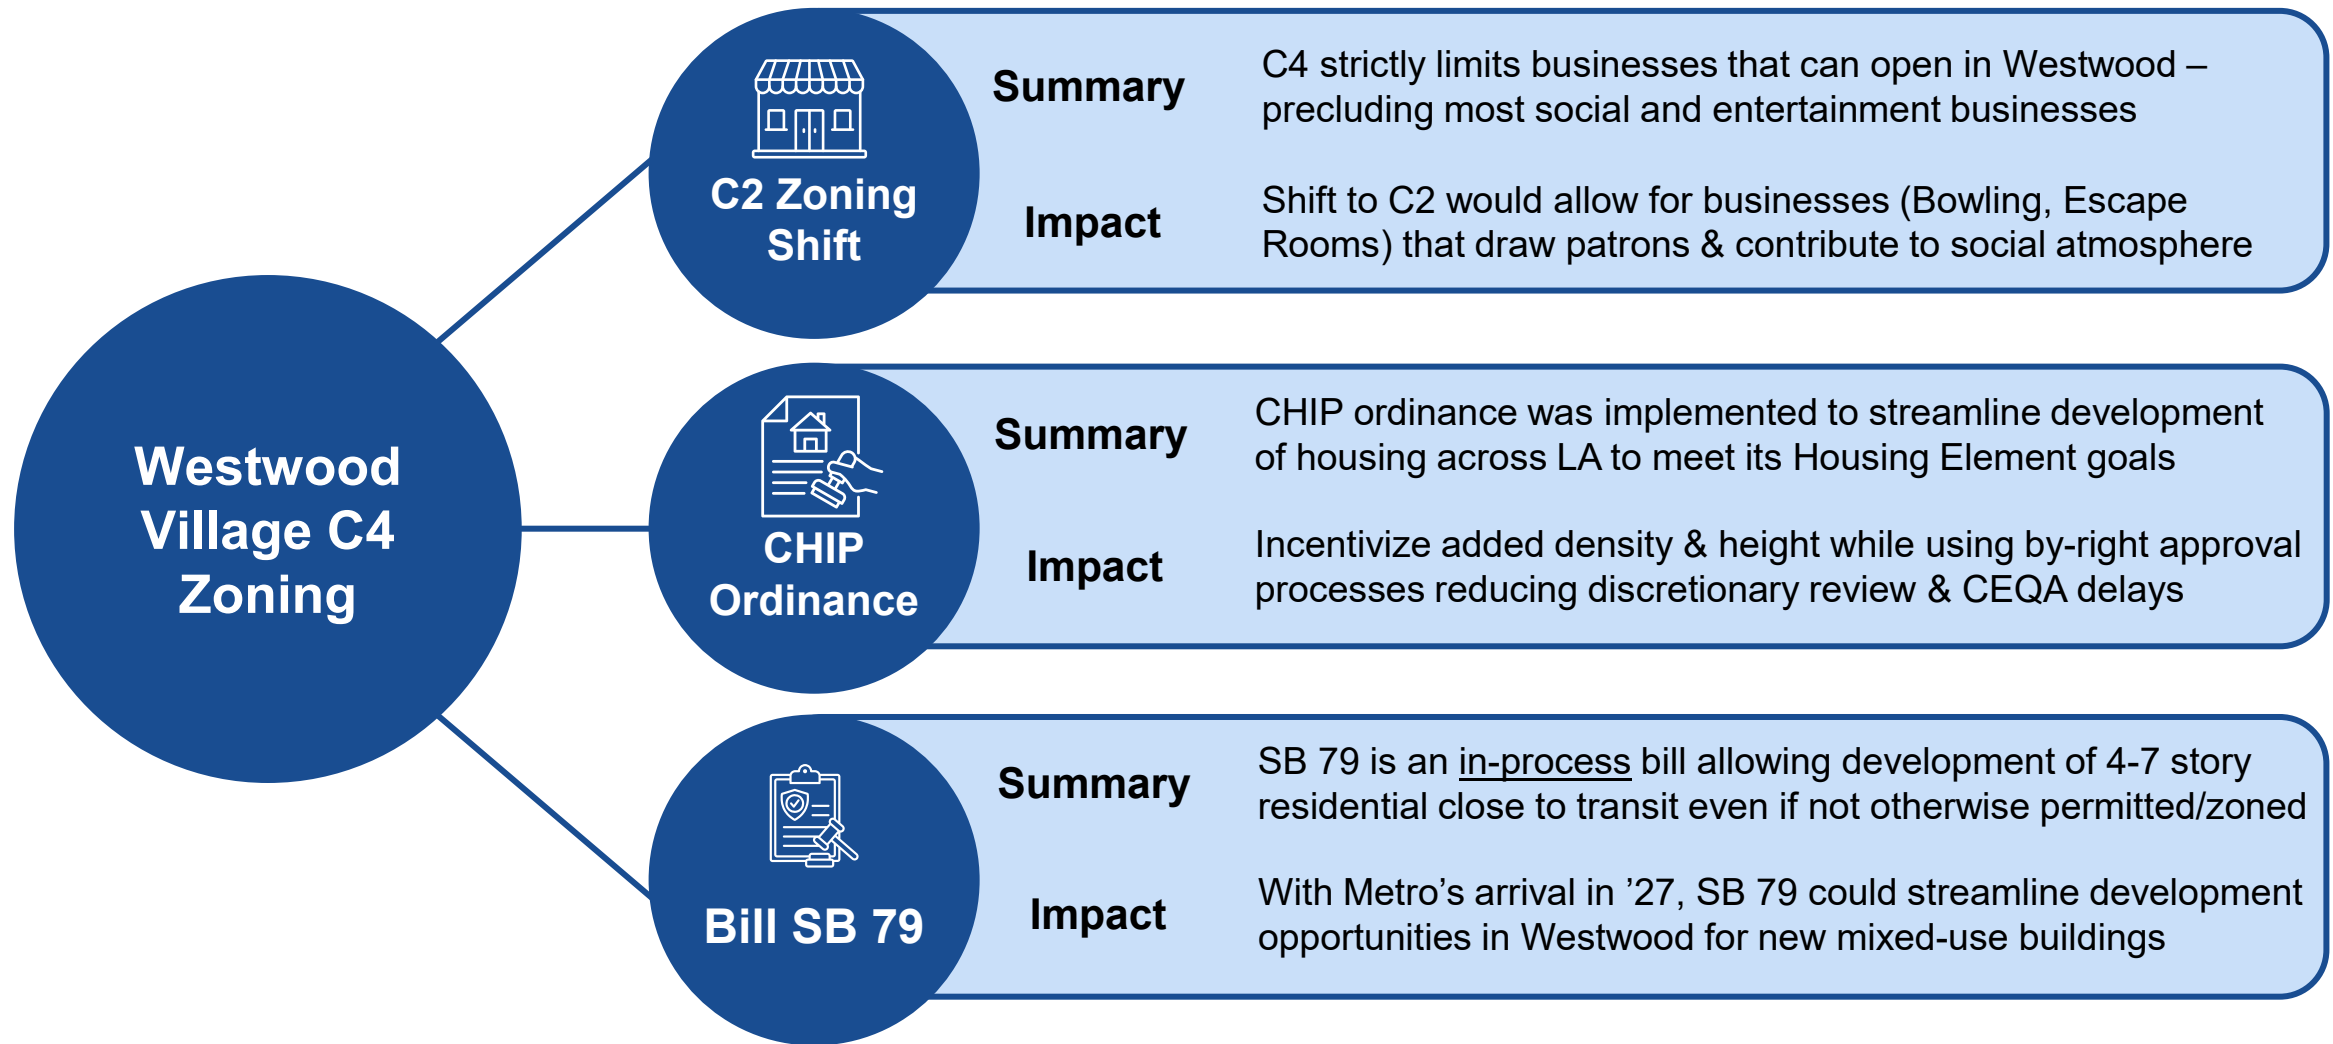 Westwood
Village C4
Zoning
C2 Zoning
Shift
Summary
C4 strictly limits businesses that can open in Westwood –
precluding most social and entertainment businesses
Impact
Shift to C2 would allow for businesses (Bowling, Escape
Rooms) that draw patrons & contribute to social atmosphere
CHIP
Ordinance
Summary
CHIP ordinance was implemented to streamline development
of housing across LA to meet its Housing Element goals
Impact
Incentivize added density & height while using by-right approval
processes reducing discretionary review & CEQA delays
Bill SB 79
Summary
SB 79 is an in-process bill allowing development of 4-7 story
residential close to transit even if not otherwise permitted/zoned
Impact
With Metro’s arrival in ’27, SB 79 could streamline development
opportunities in Westwood for new mixed-use buildings